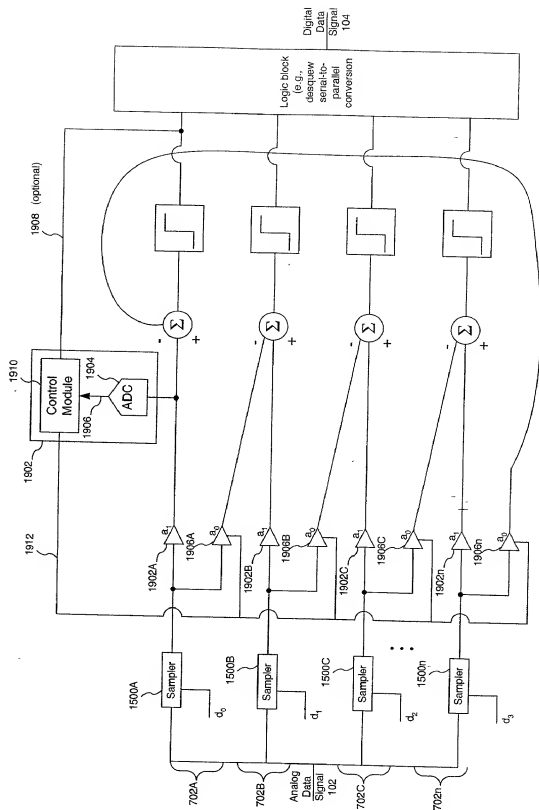 1908 (optional)
1910
Control
Module
1904
1906
ADC
1902
1912
Digital
Data
Signal
104
Logic block
(e.g.,
desquew
serial-to-
parallel
conversion
-
Σ
+
-
Σ
+
-
Σ
+
-
Σ
+
a1
1902A
a0
1906A
a1
1902B
a0
1906B
a1
1902C
a0
1906C
a1
1902n
a0
1906n
1500A
Sampler
d0
1500B
Sampler
d1
1500C
Sampler
d2
• • •
1500n
Sampler
d3
702A
702B
Analog
Data
Signal
102
702C
702n